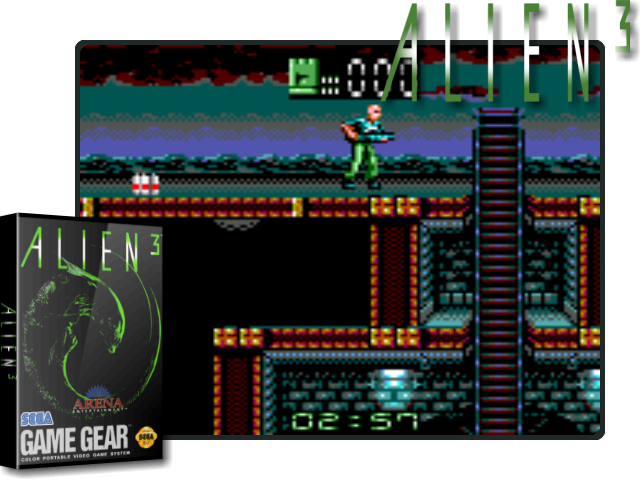 ALIEN 3
000
ALIEN 3
ALIEN 3
ARENA
ENTERTAINMENT
SEGA
GAME GEAR
SEGA
COLOR PORTABLE VIDEO GAME SYSTEM
02:57